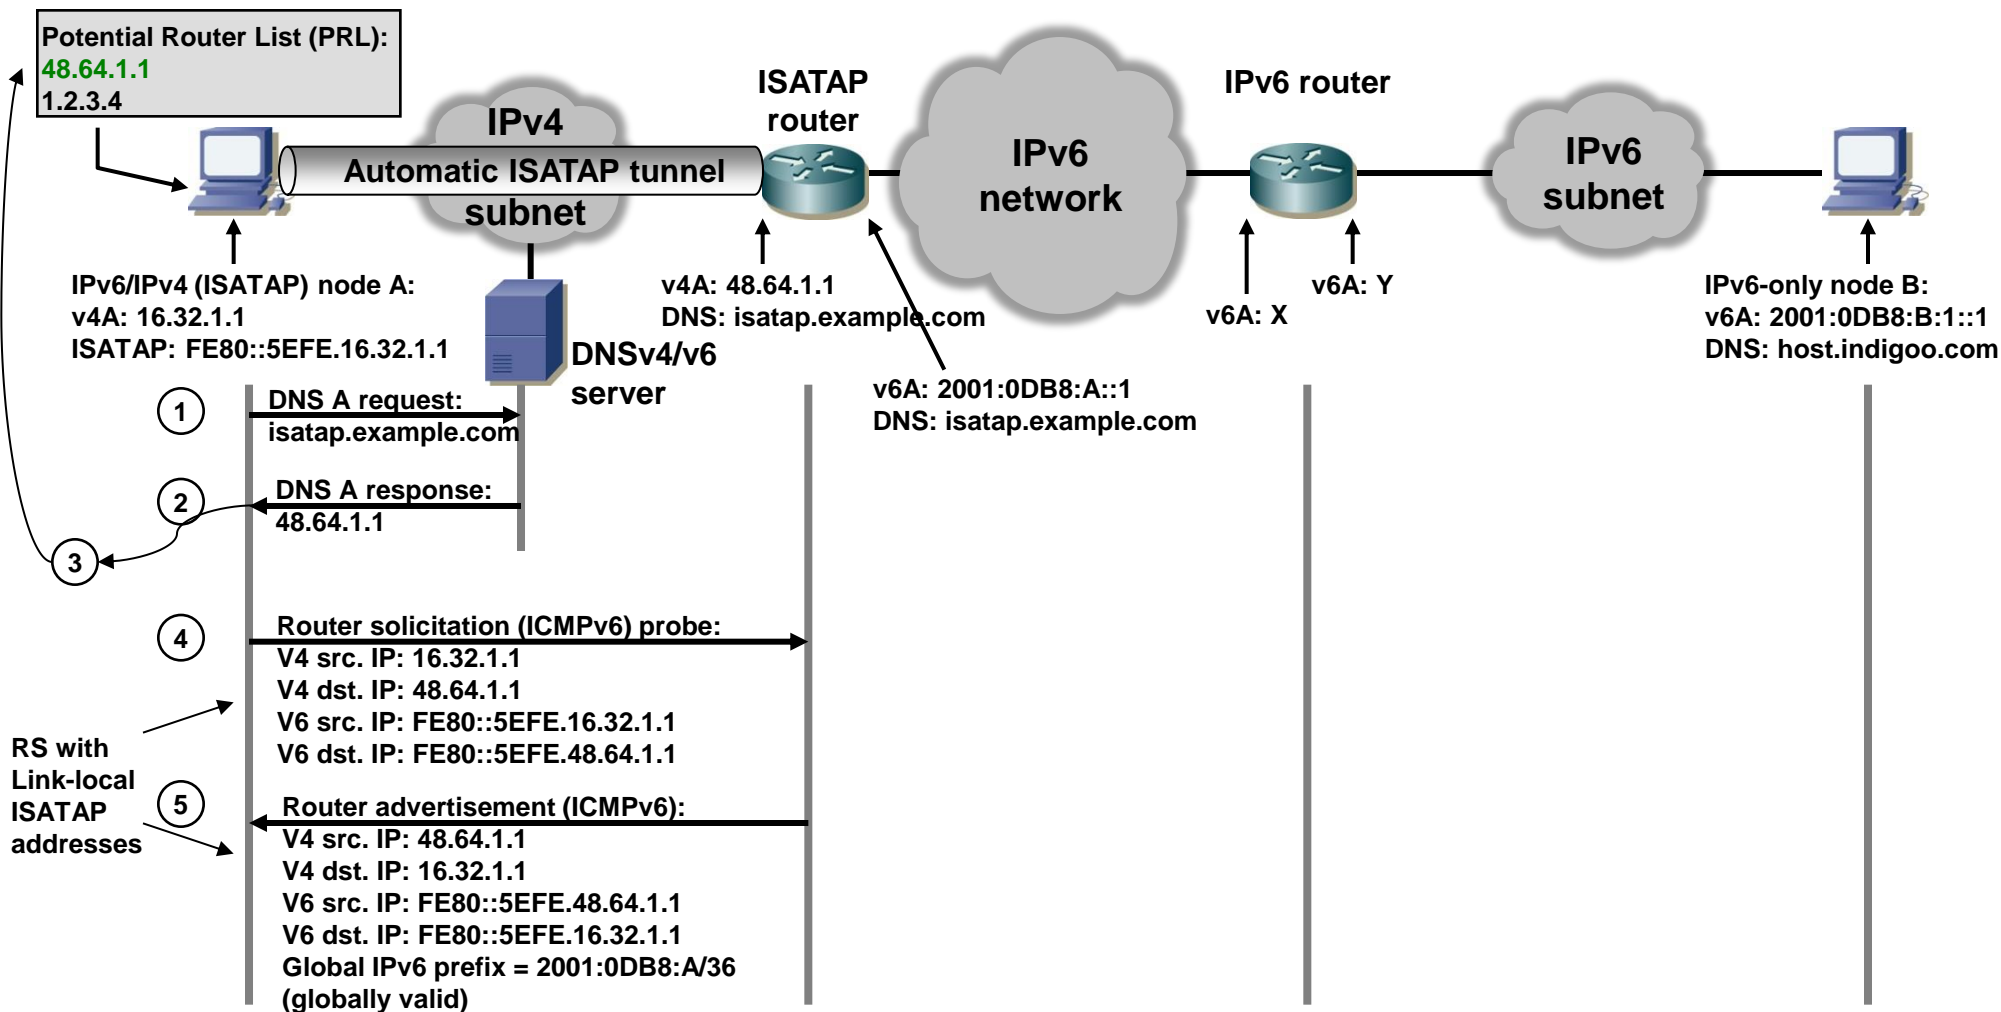 Potential Router List (PRL):
48.64.1.1
1.2.3.4
IPv4
subnet
Automatic ISATAP tunnel
ISATAP
router
IPv6
network
IPv6 router
IPv6
subnet
IPv6/IPv4 (ISATAP) node A:
v4A: 16.32.1.1
ISATAP: FE80::5EFE.16.32.1.1
DNSv4/v6
server
v4A: 48.64.1.1
DNS: isatap.example.com
v6A: 2001:0DB8:A::1
DNS: isatap.example.com
v6A: X
v6A: Y
IPv6-only node B:
v6A: 2001:0DB8:B:1::1
DNS: host.indigoo.com
1
DNS A request:
isatap.example.com
2
DNS A response:
48.64.1.1
3
4
Router solicitation (ICMPv6) probe:
V4 src. IP: 16.32.1.1
V4 dst. IP: 48.64.1.1
V6 src. IP: FE80::5EFE.16.32.1.1
V6 dst. IP: FE80::5EFE.48.64.1.1
RS with
Link-local
ISATAP
addresses
5
Router advertisement (ICMPv6):
V4 src. IP: 48.64.1.1
V4 dst. IP: 16.32.1.1
V6 src. IP: FE80::5EFE.48.64.1.1
V6 dst. IP: FE80::5EFE.16.32.1.1
Global IPv6 prefix = 2001:0DB8:A/36
(globally valid)